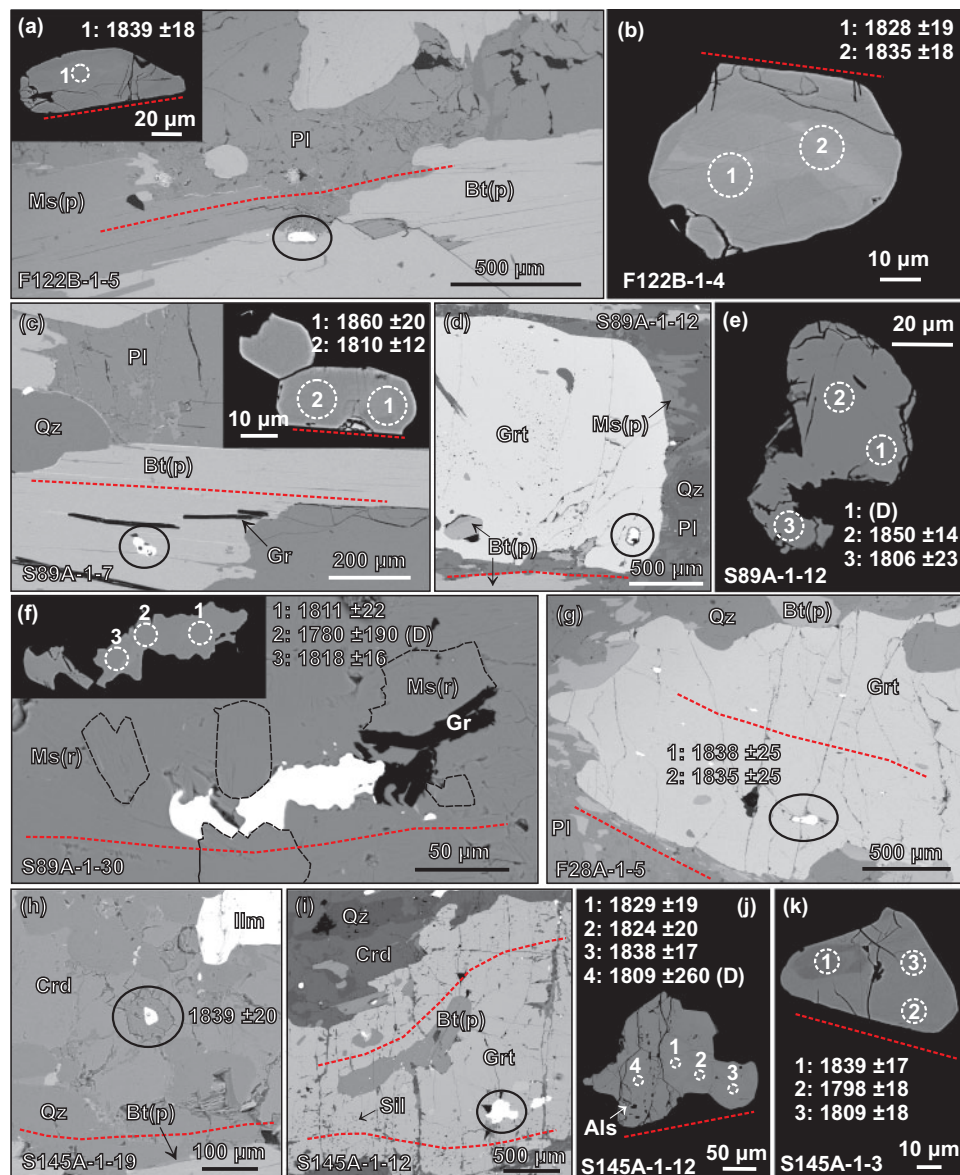 (a)
1: 1839 ±18
1
20 µm
Pl
Ms(p)
Bt(p)
F122B-1-5
500 µm
(b)
1: 1828 ±19
2: 1835 ±18
1
2
F122B-1-4
10 µm
(c)
Pl
1: 1860 ±20
2: 1810 ±12
2
1
10 µm
Qz
Bt(p)
Gr
S89A-1-7
200 µm
(d)
S89A-1-12
Ms(p)
Grt
Qz
Pl
Bt(p)
500 µm
(e)
20 µm
2
1
3
1: (D)
2: 1850 ±14
3: 1806 ±23
S89A-1-12
(f)
3
2
1
1: 1811 ±22
2: 1780 ±190 (D)
3: 1818 ±16
Ms(r)
Gr
Ms(r)
S89A-1-30
50 µm
(g)
Qz
Bt(p)
Grt
1: 1838 ±25
2: 1835 ±25
Pl
F28A-1-5
500 µm
(h)
Ilm
Crd
1839 ±20
Qz
Bt(p)
S145A-1-19
100 µm
(i)
Qz
Crd
Bt(p)
Grt
Sil
S145A-1-12
500 µm
(j)
1: 1829 ±19
2: 1824 ±20
3: 1838 ±17
4: 1809 ±260 (D)
4
1
2
3
Als
S145A-1-12
50 µm
(k)
1
3
2
1: 1839 ±17
2: 1798 ±18
3: 1809 ±18
S145A-1-3
10 µm